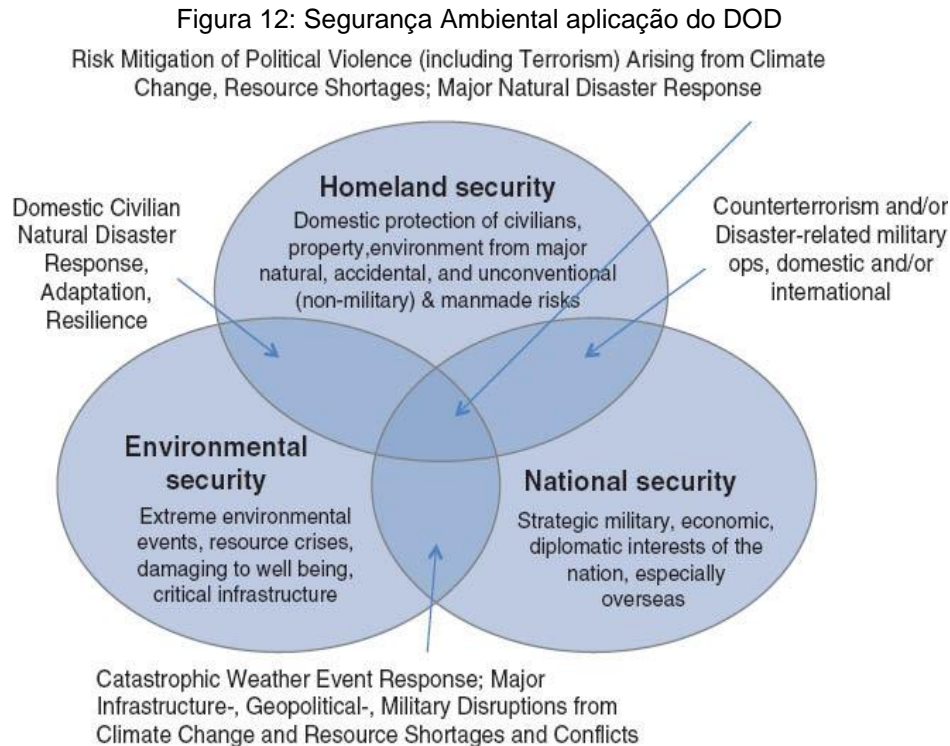 Figura 12: Segurança Ambiental aplicação do DOD
Risk Mitigation of Political Violence (including Terrorism) Arising from Climate
Change, Resource Shortages; Major Natural Disaster Response
Homeland security
Domestic protection of civilians,
property,environment from major
natural, accidental, and unconventional
(non-military) & manmade risks
Domestic Civilian
Natural Disaster
Response,
Adaptation,
Resilience
Counterterrorism and/or
Disaster-related military
ops, domestic and/or
international
Environmental
security
Extreme environmental
events, resource crises,
damaging to well being,
critical infrastructure
National security
Strategic military, economic,
diplomatic interests of the
nation, especially
overseas
Catastrophic Weather Event Response; Major
Infrastructure-, Geopolitical-, Military Disruptions from
Climate Change and Resource Shortages and Conflicts